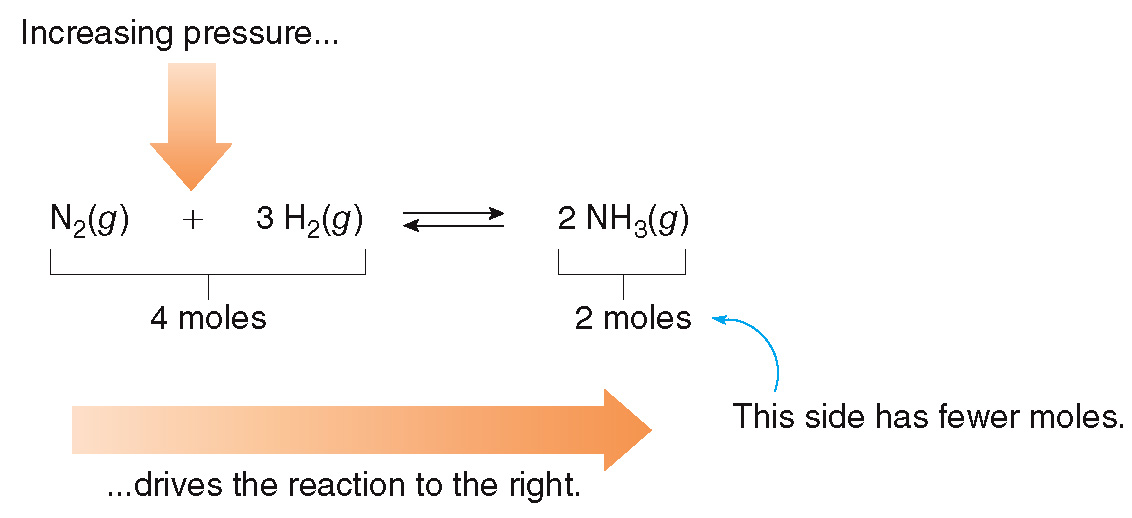 Increasing pressure...
N₂(g) + 3 H₂(g) ⇌ 2 NH₃(g)
4 moles 2 moles
This side has fewer moles.
...drives the reaction to the right.